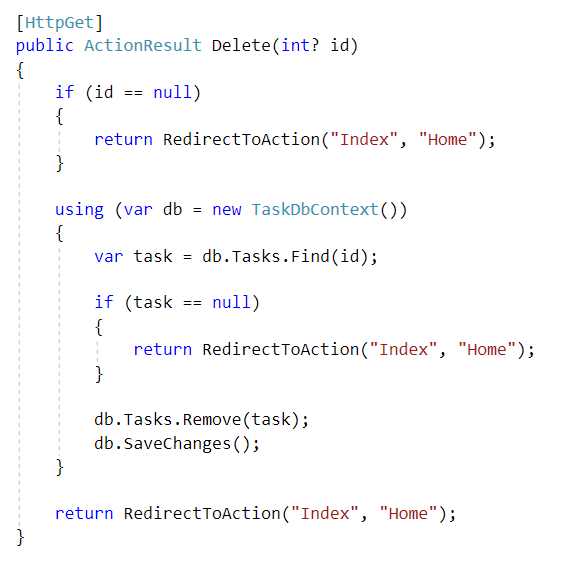 [HttpGet]
public ActionResult Delete(int? id)
{
    if (id == null)
    {
        return RedirectToAction("Index", "Home");
    }

    using (var db = new TaskDbContext())
    {
        var task = db.Tasks.Find(id);

        if (task == null)
        {
            return RedirectToAction("Index", "Home");
        }

        db.Tasks.Remove(task);
        db.SaveChanges();
    }

    return RedirectToAction("Index", "Home");
}